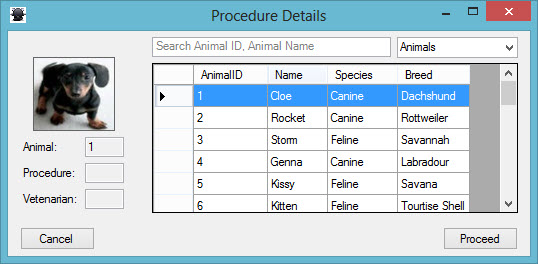 Procedure Details
Search Animal ID, Animal Name
Animals
AnimalID Name Species Breed
1 Cloe Canine Dachshund
2 Rocket Canine Rottweiler
3 Storm Feline Savannah
4 Genna Canine Labradour
5 Kissy Feline Savana
6 Kitten Feline Tourtise Shell
Animal: 1
Procedure:
Vetenarian:
Cancel
Proceed